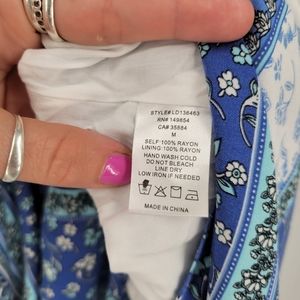 STYLE# LD136463
RN# 149854
CA# 35884
M
SELF:100% RAYON
LINING:100% RAYON
HAND WASH COLD
DO NOT BLEACH
LINE DRY
LOW IRON IF NEEDED
MADE IN CHINA